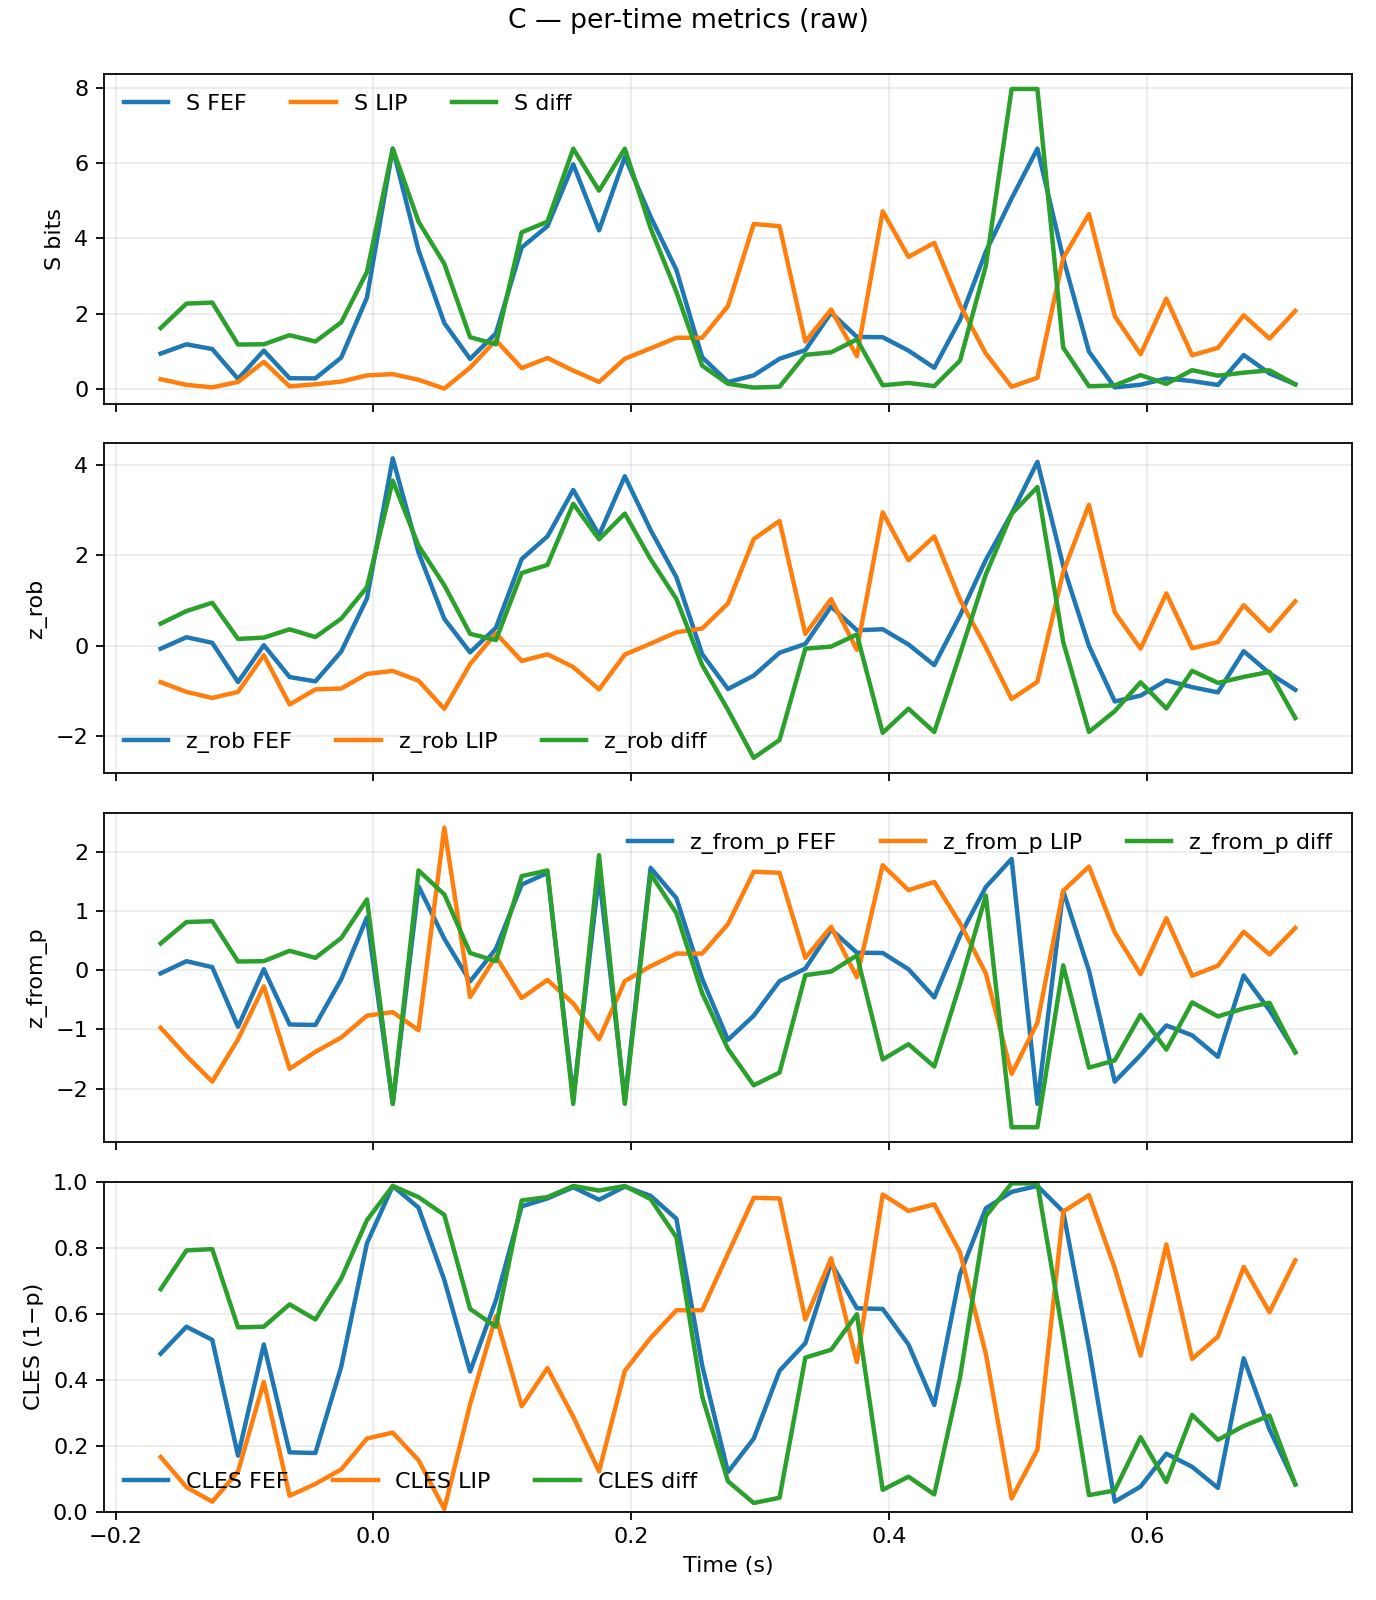 C — per-time metrics (raw)
8
6
4
2
0
S bits
S FEF
S LIP
S diff
4
2
0
−2
z_rob
z_rob FEF
z_rob LIP
z_rob diff
2
1
0
−1
−2
z_from_p
z_from_p FEF
z_from_p LIP
z_from_p diff
1.0
0.8
0.6
0.4
0.2
0.0
CLES (1−p)
CLES FEF
CLES LIP
CLES diff
−0.2
0.0
0.2
0.4
0.6
Time (s)